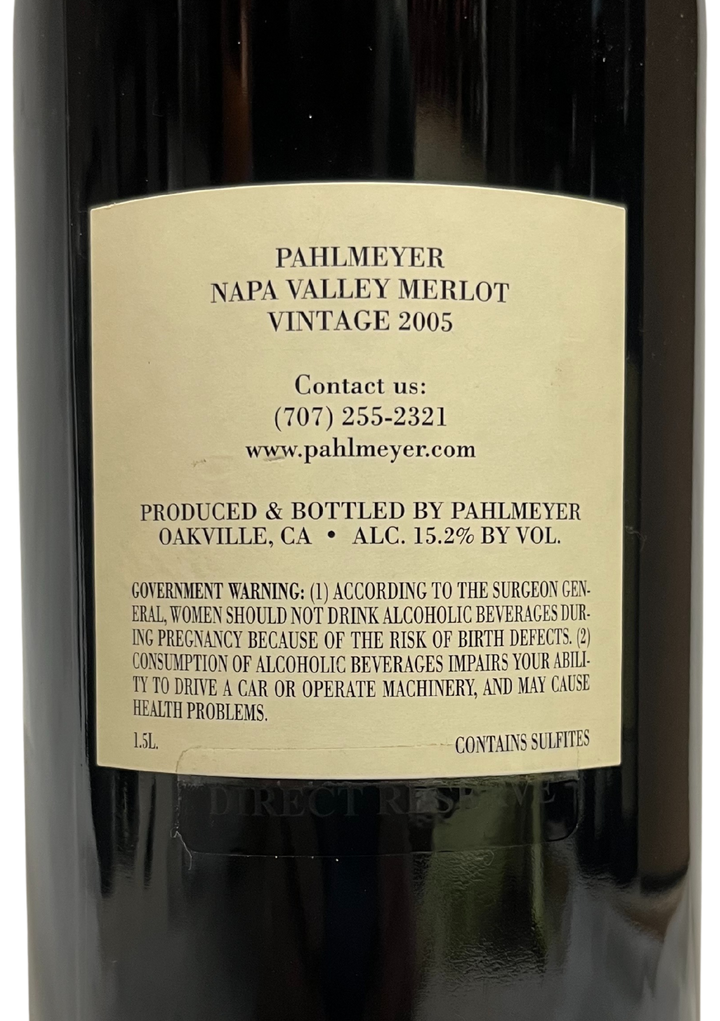 PAHLMEYER
NAPA VALLEY MERLOT
VINTAGE 2005
Contact us:
(707) 255-2321
www.pahlmeyer.com
PRODUCED & BOTTLED BY PAHLMEYER
OAKVILLE, CA • ALC. 15.2% BY VOL.
GOVERNMENT WARNING: (1) ACCORDING TO THE SURGEON GEN-
ERAL, WOMEN SHOULD NOT DRINK ALCOHOLIC BEVERAGES DUR-
ING PREGNANCY BECAUSE OF THE RISK OF BIRTH DEFECTS. (2)
CONSUMPTION OF ALCOHOLIC BEVERAGES IMPAIRS YOUR ABILI-
TY TO DRIVE A CAR OR OPERATE MACHINERY, AND MAY CAUSE
HEALTH PROBLEMS.
1.5L. CONTAINS SULFITES
DIRECT RESERVE